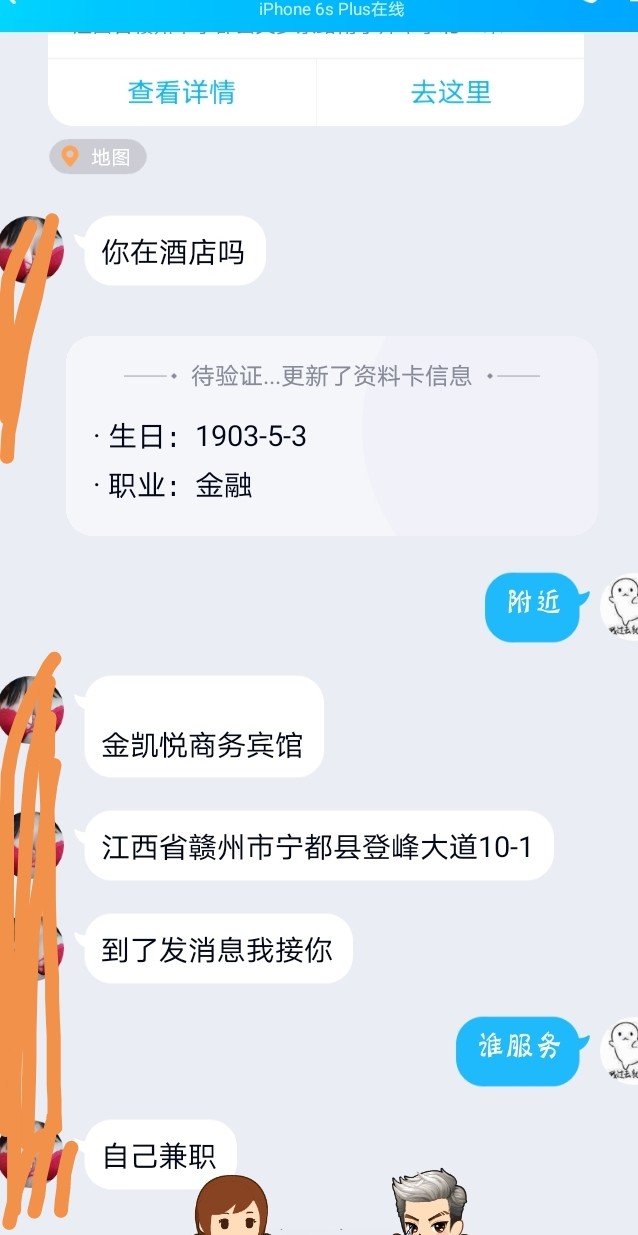 iPhone 6s Plus在线
查看详情
去这里
地图
你在酒店吗
待验证...更新了资料卡信息
· 生日：1903-5-3
· 职业：金融
附近
金凯悦商务宾馆
江西省赣州市宁都县登峰大道10-1
到了发消息我接你
谁服务
自己兼职